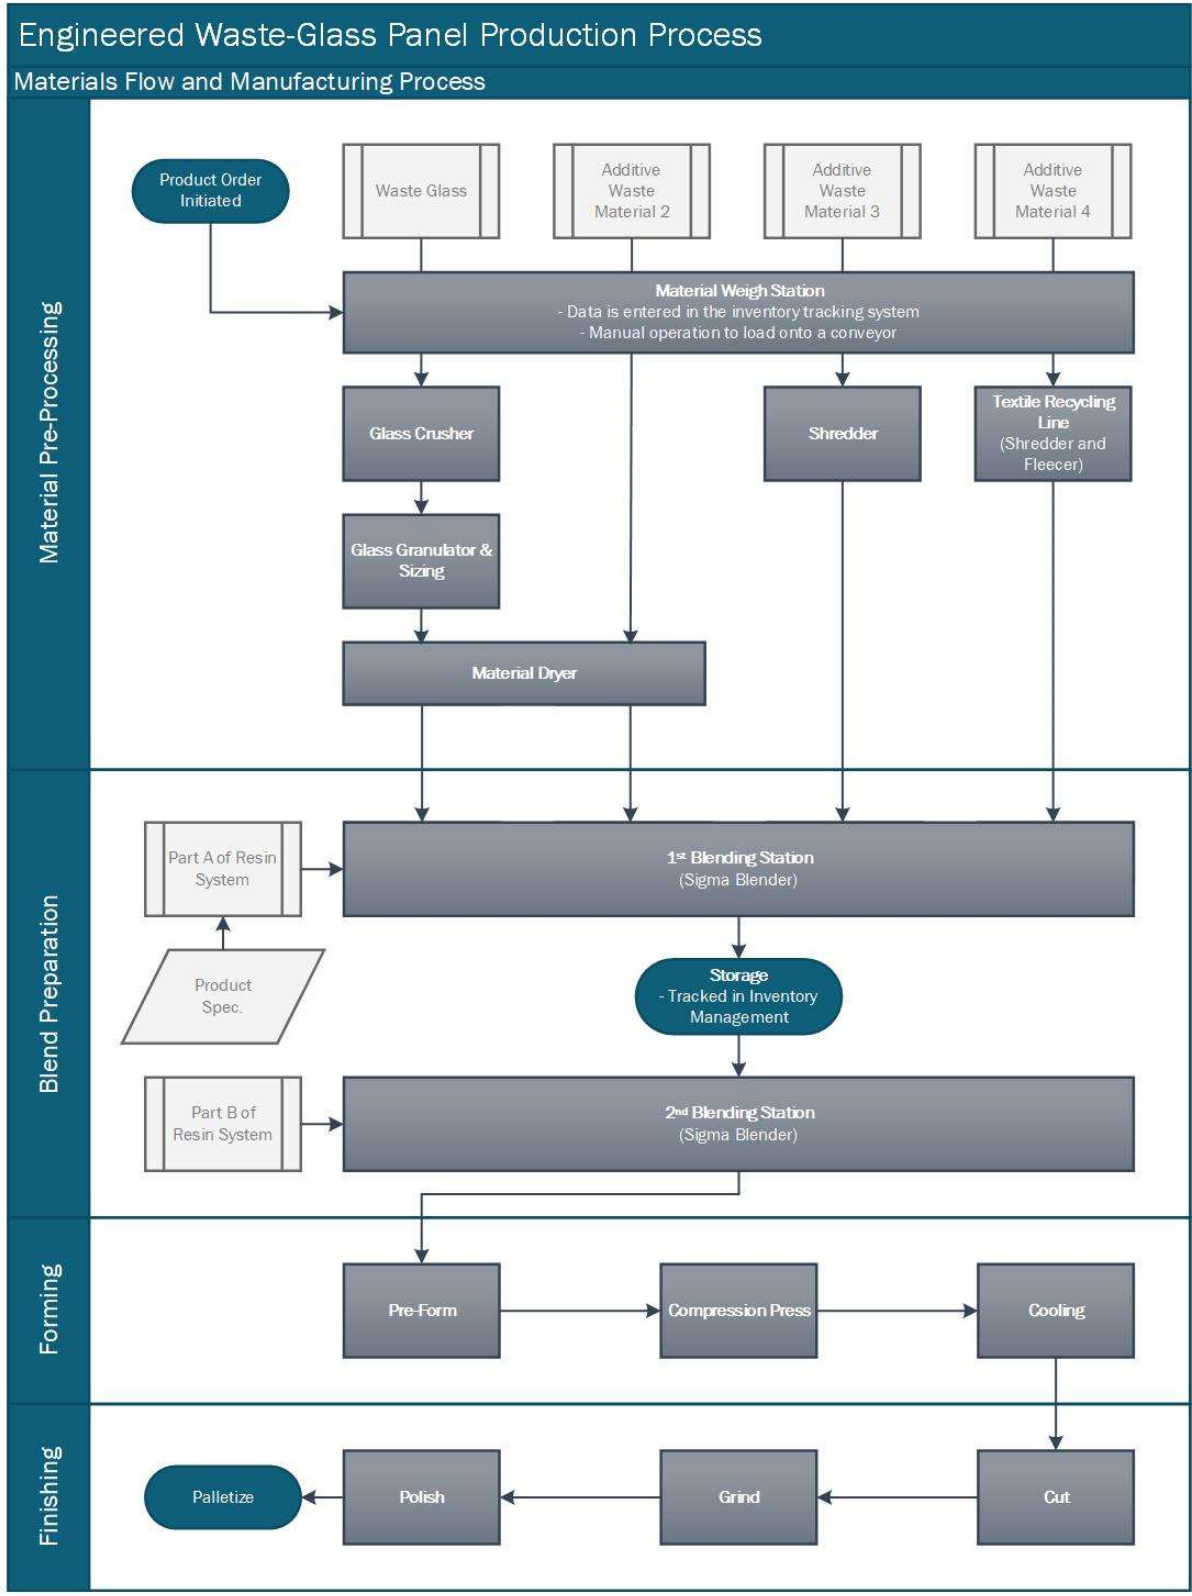 Engineered Waste-Glass Panel Production Process
Materials Flow and Manufacturing Process
Material Pre-Processing
Product Order
Initiated
Waste Glass
Additive
Waste
Material 2
Additive
Waste
Material 3
Additive
Waste
Material 4
Material Weigh Station
- Data is entered in the inventory tracking system
- Manual operation to load onto a conveyor
Glass Crusher
Shredder
Textile Recycling
Line
(Shredder and
Fleecer)
Glass Granulator &
Sizing
Material Dryer
Blend Preparation
Part A of Resin
System
1st Blending Station
(Sigma Blender)
Product
Spec.
Storage
- Tracked in Inventory
Management
Part B of
Resin System
2nd Blending Station
(Sigma Blender)
Forming
Pre-Form
Compression Press
Cooling
Finishing
Palletize
Polish
Grind
Cut